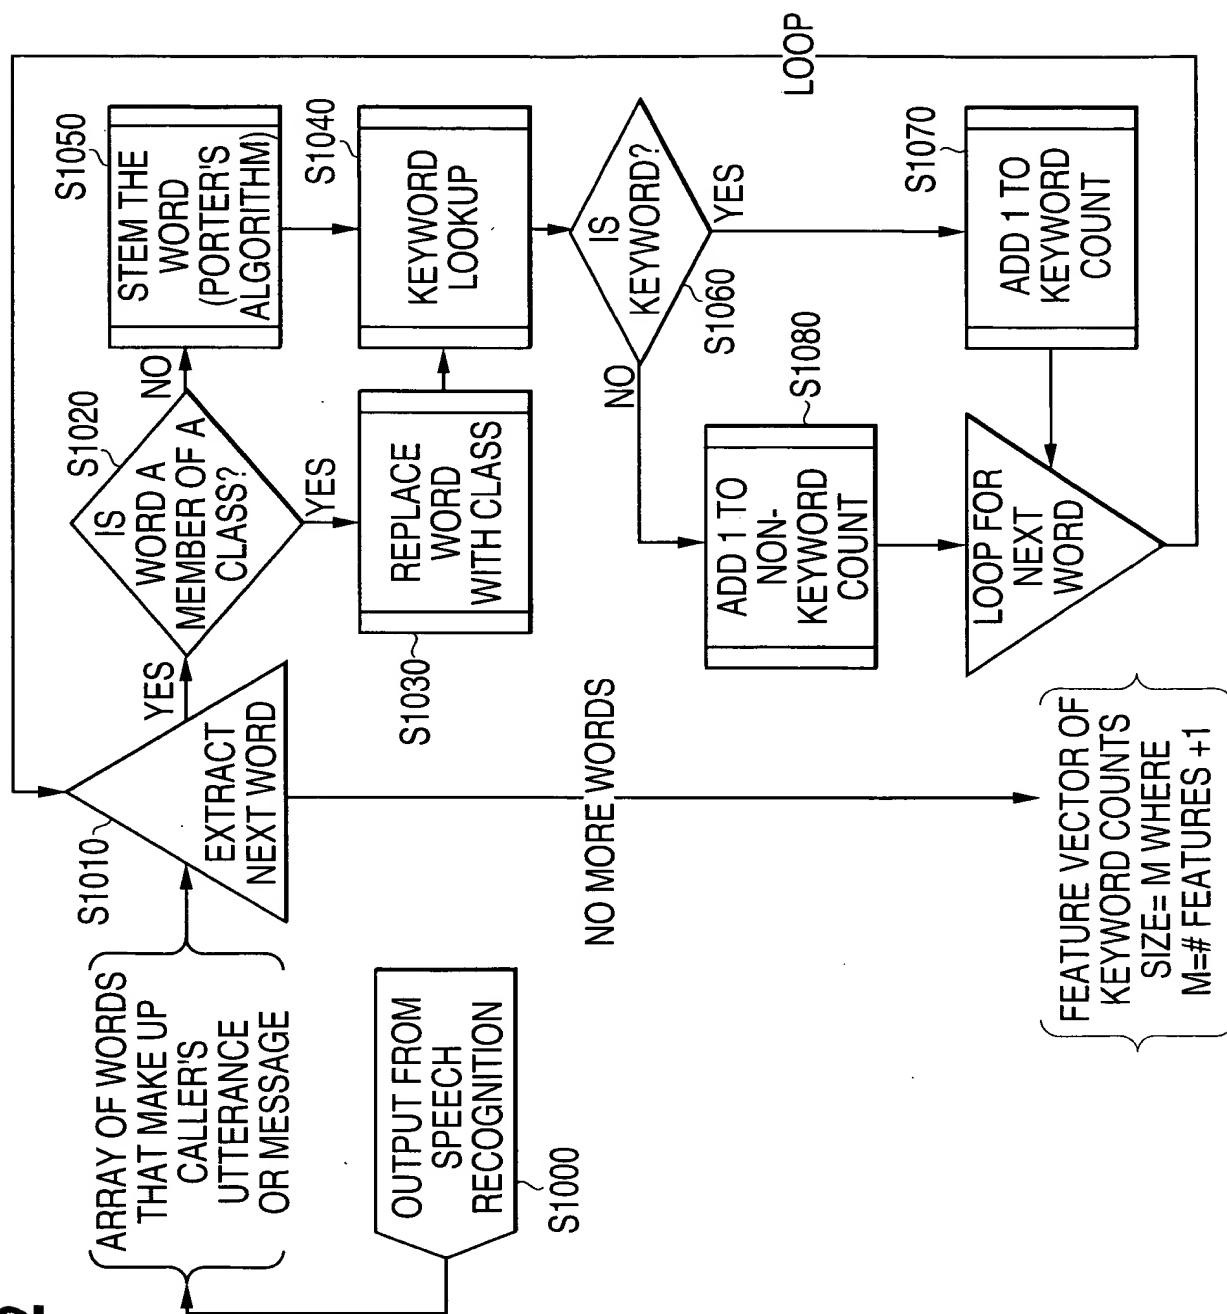 ARRAY OF WORDS
THAT MAKE UP
CALLER'S
UTTERANCE
OR MESSAGE
OUTPUT FROM
SPEECH
RECOGNITION
S1000
S1010
EXTRACT
NEXT WORD
YES
NO MORE WORDS
FEATURE VECTOR OF
KEYWORD COUNTS
SIZE= M WHERE
M=# FEATURES +1
S1020
IS
WORD A
MEMBER OF A
CLASS?
NO
YES
S1030
REPLACE
WORD
WITH CLASS
S1050
STEM THE
WORD
(PORTER'S
ALGORITHM)
S1040
KEYWORD
LOOKUP
IS
KEYWORD?
S1060
NO
YES
S1080
ADD 1 TO
NON-
KEYWORD
COUNT
S1070
ADD 1 TO
KEYWORD
COUNT
LOOP FOR
NEXT
WORD
LOOP